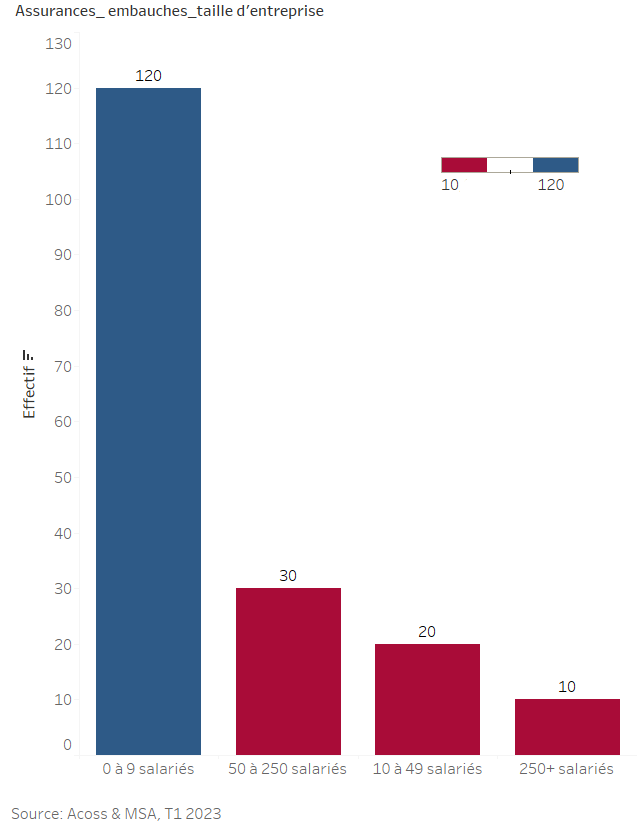 Assurances_ embauches_taille d'entreprise
130
120
120
110
10
120
100
90
80
70
Effectif
60
50
40
30
30
20
20
10
10
0
0 à 9 salariés
50 à 250 salariés
10 à 49 salariés
250+ salariés
Source: Acoss & MSA, T1 2023